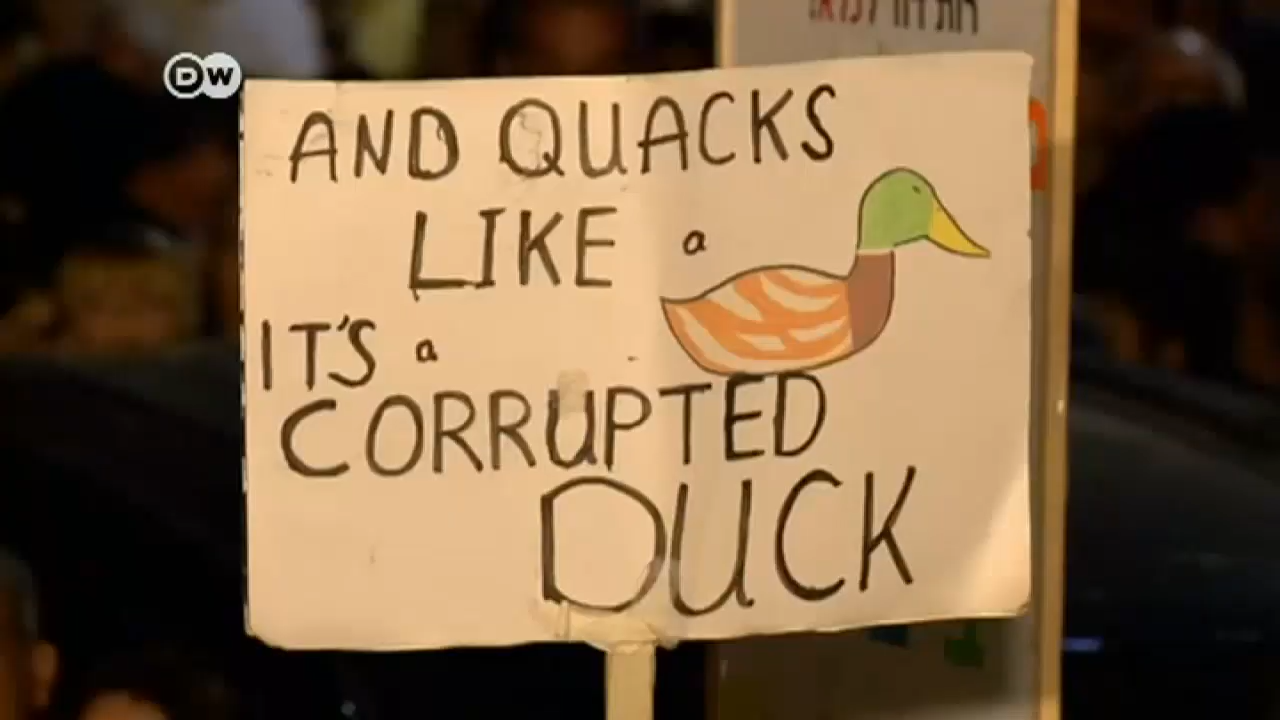 DW
AND QUACKS
LIKE a
IT'S a
CORRUPTED
DUCK